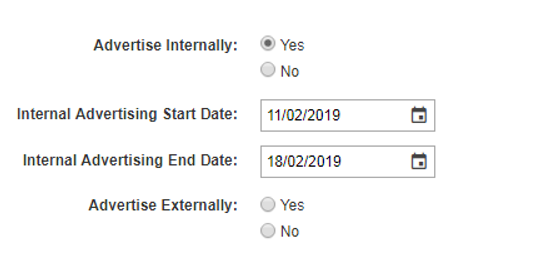 Advertise Internally: Yes
No
Internal Advertising Start Date: 11/02/2019
Internal Advertising End Date: 18/02/2019
Advertise Externally: Yes
No